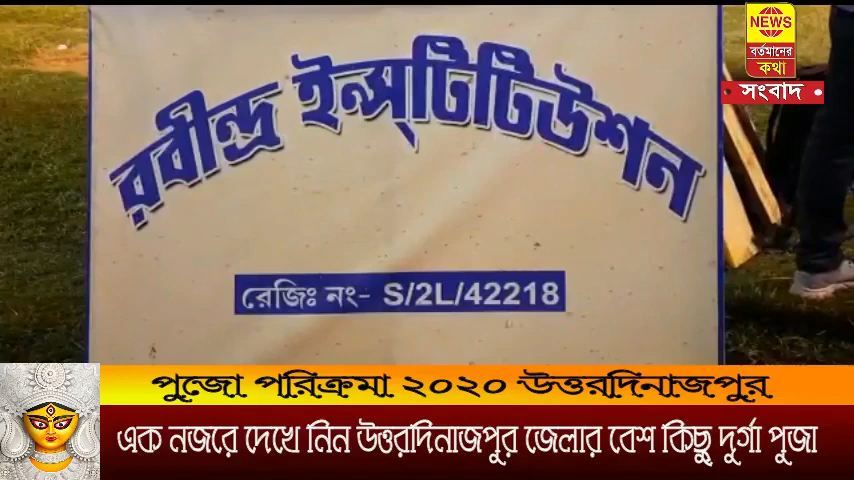 NEWS
বর্তমানের
কথা
সংবাদ
রবীন্দ্র ইন্স্টিটিউশন
রেজিঃ নং- S/2L/42218
পুজো পরিক্রমা ২০২০ উত্তরদিনাজপুর
এক নজরে দেখে নিন উত্তরদিনাজপুর জেলার বেশ কিছু দুর্গা পুজা